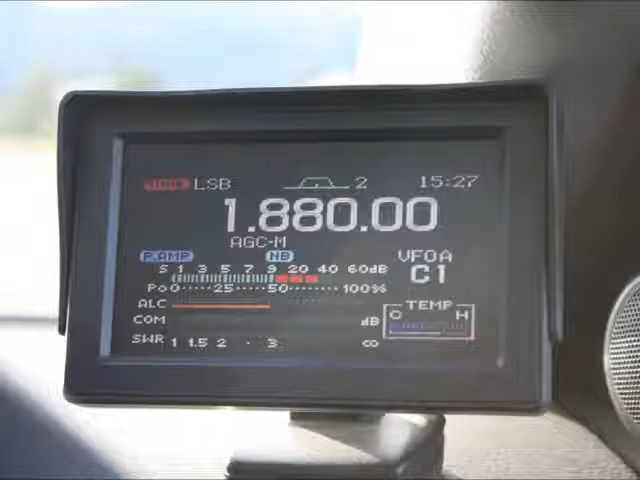 LSB 2 15:27
1.880.00
AGC-M
P.AMP NB VFOA
S 1 3 5 7 9 20 40 60dB C1
Po 0 25 50 100%
ALC TEMP
COM dB C H
SWR 1 1.5 2 3 ∞